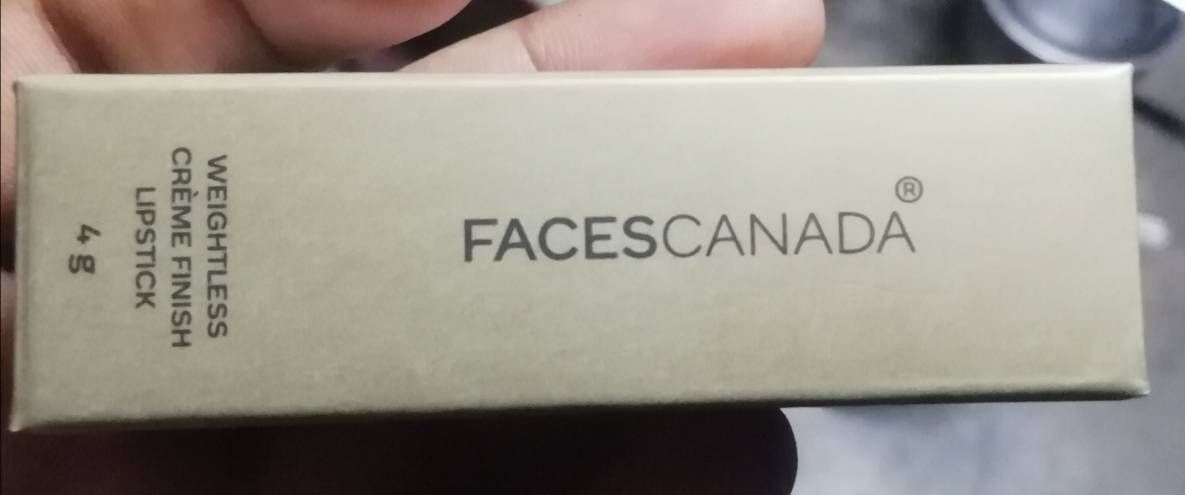 FACESCANADA®
WEIGHTLESS
CRÈME FINISH
LIPSTICK
4 g